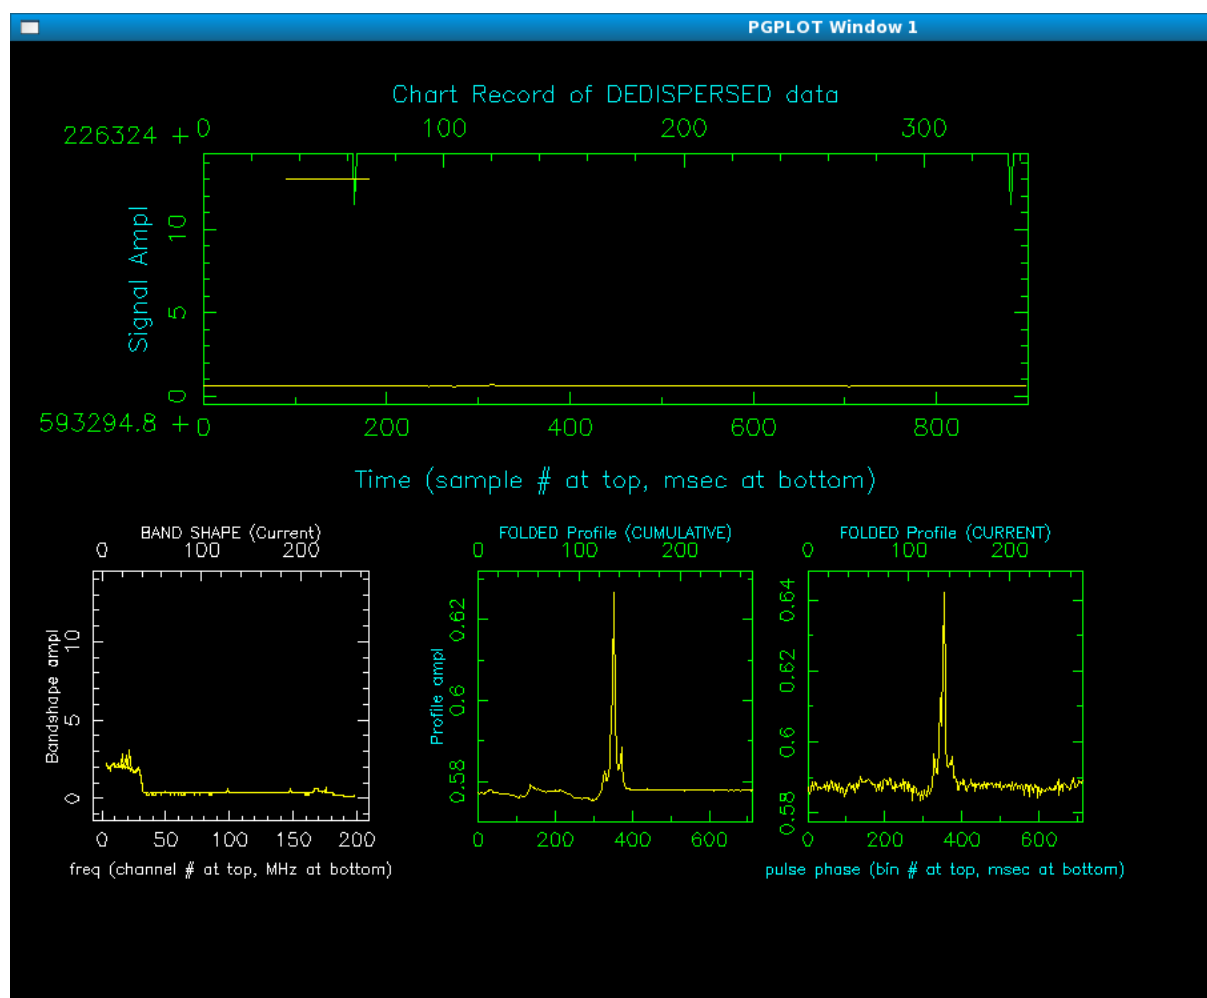 PGPLOT Window 1
Chart Record of DEDISPERSED data
226324 + 0 100 200 300
Signal Ampl
10
5
0
593294.8 + 0 200 400 600 800
Time (sample # at top, msec at bottom)
BAND SHAPE (Current)
0 100 200
Bandshape ampl
10
5
0
0 50 100 150 200
freq (channel # at top, MHz at bottom)
FOLDED Profile (CUMULATIVE)
0 100 200
Profile ampl
0.62
0.6
0.58
0 200 400 600
FOLDED Profile (CURRENT)
0 100 200
0.64
0.62
0.6
0.58
0 200 400 600
pulse phase (bin # at top, msec at bottom)